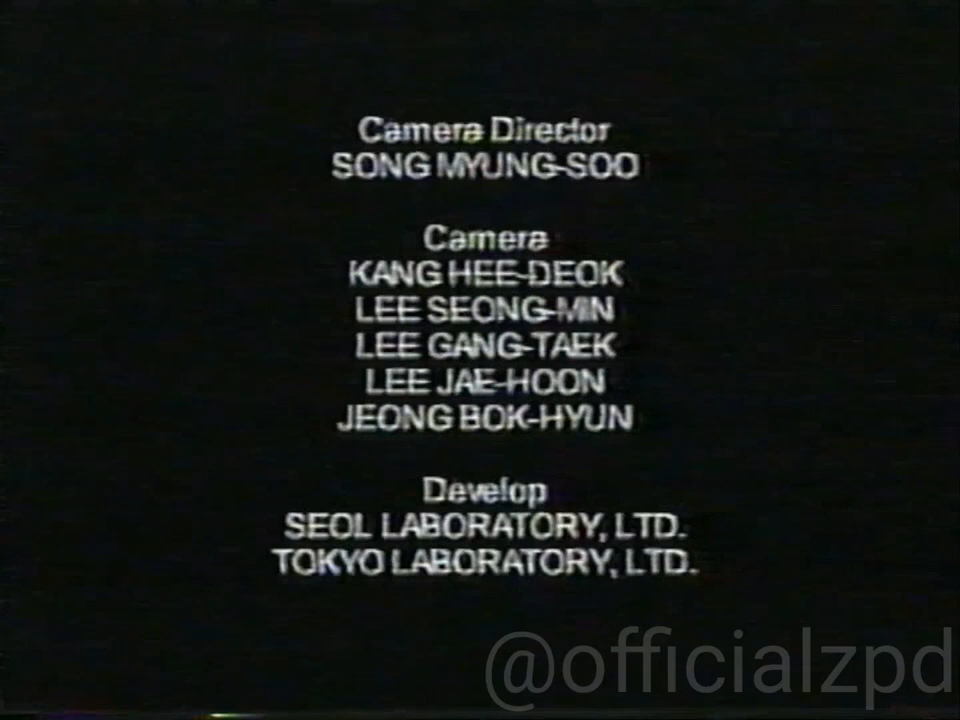 Camera Director
SONG MYUNG-SOO
Camera
KANG HEE-DEOK
LEE SEONG-MIN
LEE GANG-TAEK
LEE JAE-HOON
JEONG BOK-HYUN
Develop
SEOL LABORATORY, LTD.
TOKYO LABORATORY, LTD.
@officialzpd